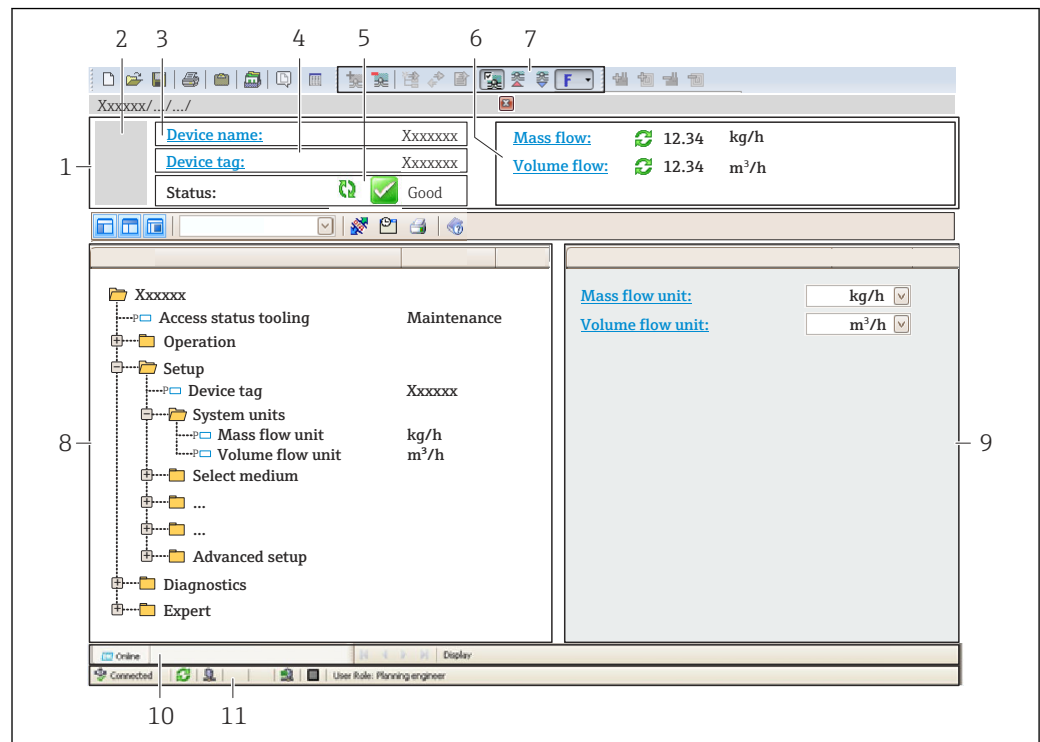 2 3 4 5 6 7
F
Xxxxxx/.../.../
1
Device name: Xxxxxxx
Device tag: Xxxxxxx
Status: Good
Mass flow: 12.34 kg/h
Volume flow: 12.34 m³/h
Xxxxxx
P Access status tooling Maintenance
Operation
Setup
P Device tag Xxxxxx
System units
P Mass flow unit kg/h
P Volume flow unit m³/h
Select medium
...
...
Advanced setup
Diagnostics
Expert
8
Mass flow unit: kg/h
Volume flow unit: m³/h
9
Online Display
Connected User Role: Planning engineer
10 11